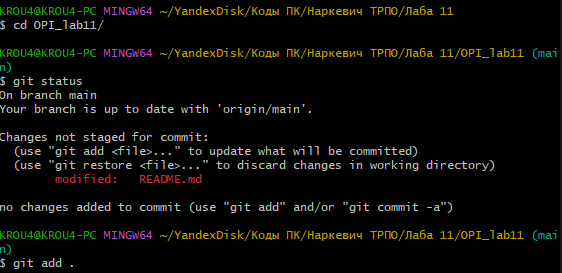 KROU4@KROU4-PC MINGW64 ~/YandexDisk/Коды ПК/Наркевич ТРПО/Лаба 11
$ cd OPI_lab11/
KROU4@KROU4-PC MINGW64 ~/YandexDisk/Коды ПК/Наркевич ТРПО/Лаба 11/OPI_lab11 (mai
n)
$ git status
On branch main
Your branch is up to date with 'origin/main'.
Changes not staged for commit:
  (use "git add <file>..." to update what will be committed)
  (use "git restore <file>..." to discard changes in working directory)
        modified:   README.md
no changes added to commit (use "git add" and/or "git commit -a")
KROU4@KROU4-PC MINGW64 ~/YandexDisk/Коды ПК/Наркевич ТРПО/Лаба 11/OPI_lab11 (mai
n)
$ git add .